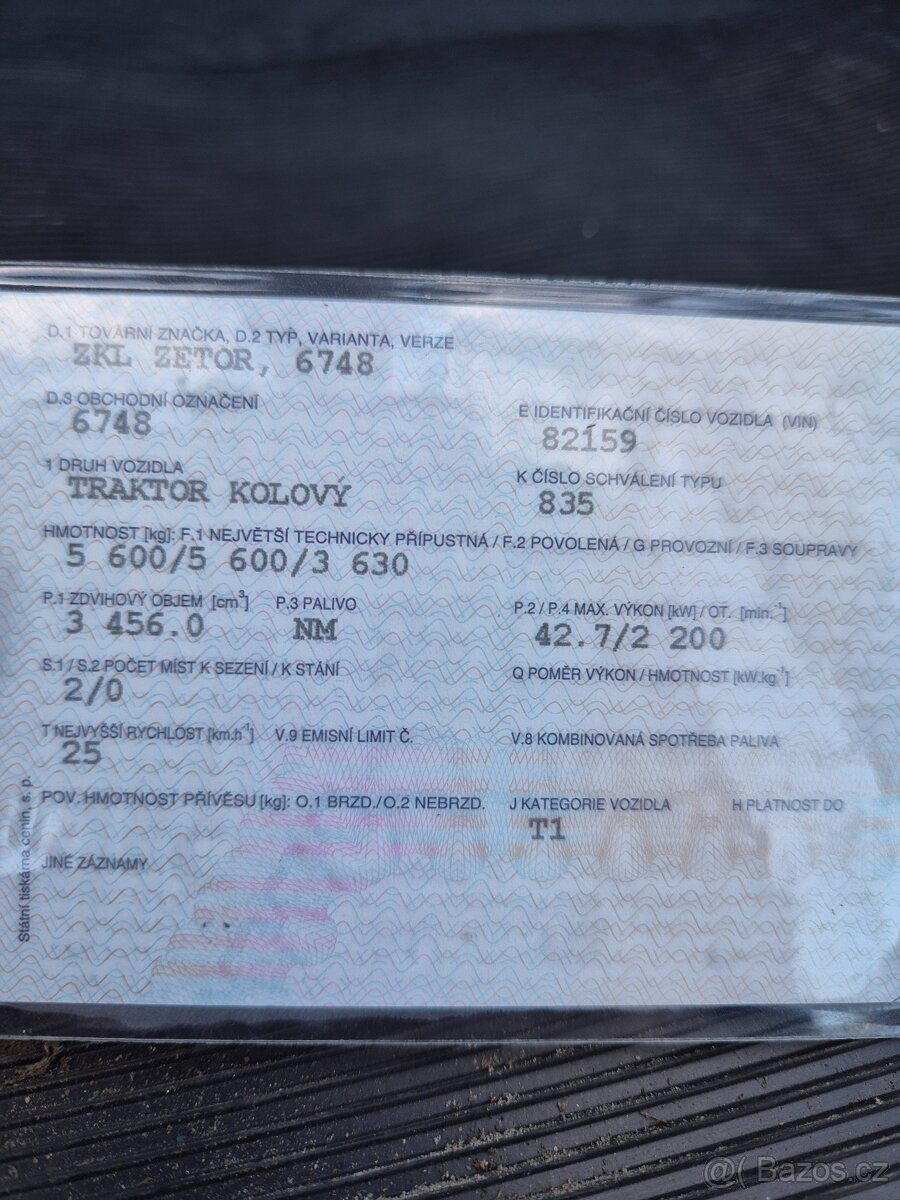 D.1 TOVÁRNÍ ZNAČKA, D.2 TYP, VARIANTA, VERZE
ZKL ZETOR, 6748
D.3 OBCHODNÍ OZNAČENÍ
6748
E IDENTIFIKAČNÍ ČÍSLO VOZIDLA (VIN)
82159
1 DRUH VOZIDLA
TRAKTOR KOLOVÝ
K ČÍSLO SCHVÁLENÍ TYPU
835
HMOTNOST [kg]: F.1 NEJVĚTŠÍ TECHNICKY PŘÍPUSTNÁ / F.2 POVOLENÁ / G PROVOZNÍ / F.3 SOUPRAVY
5 600/5 600/3 630
P.1 ZDVIHOVÝ OBJEM [cm³] P.3 PALIVO P.2 / P.4 MAX. VÝKON [kW] / OT. [min.⁻¹]
3 456.0 NM 42.7/2 200
S.1 / S.2 POČET MÍST K SEZENÍ / K STÁNÍ Q POMĚR VÝKON / HMOTNOST [kW.kg⁻¹]
2/0
T NEJVYŠŠÍ RYCHLOST [km.h⁻¹] V.9 EMISNÍ LIMIT Č. V.8 KOMBINOVANÁ SPOTŘEBA PALIVA
25
POV. HMOTNOST PŘÍVĚSU [kg]: O.1 BRZD./O.2 NEBRZD. J KATEGORIE VOZIDLA H PLATNOST DO
T1
JINÉ ZÁZNAMY
Státní tiskárna cenin, s. p.
@( Bazos.cz